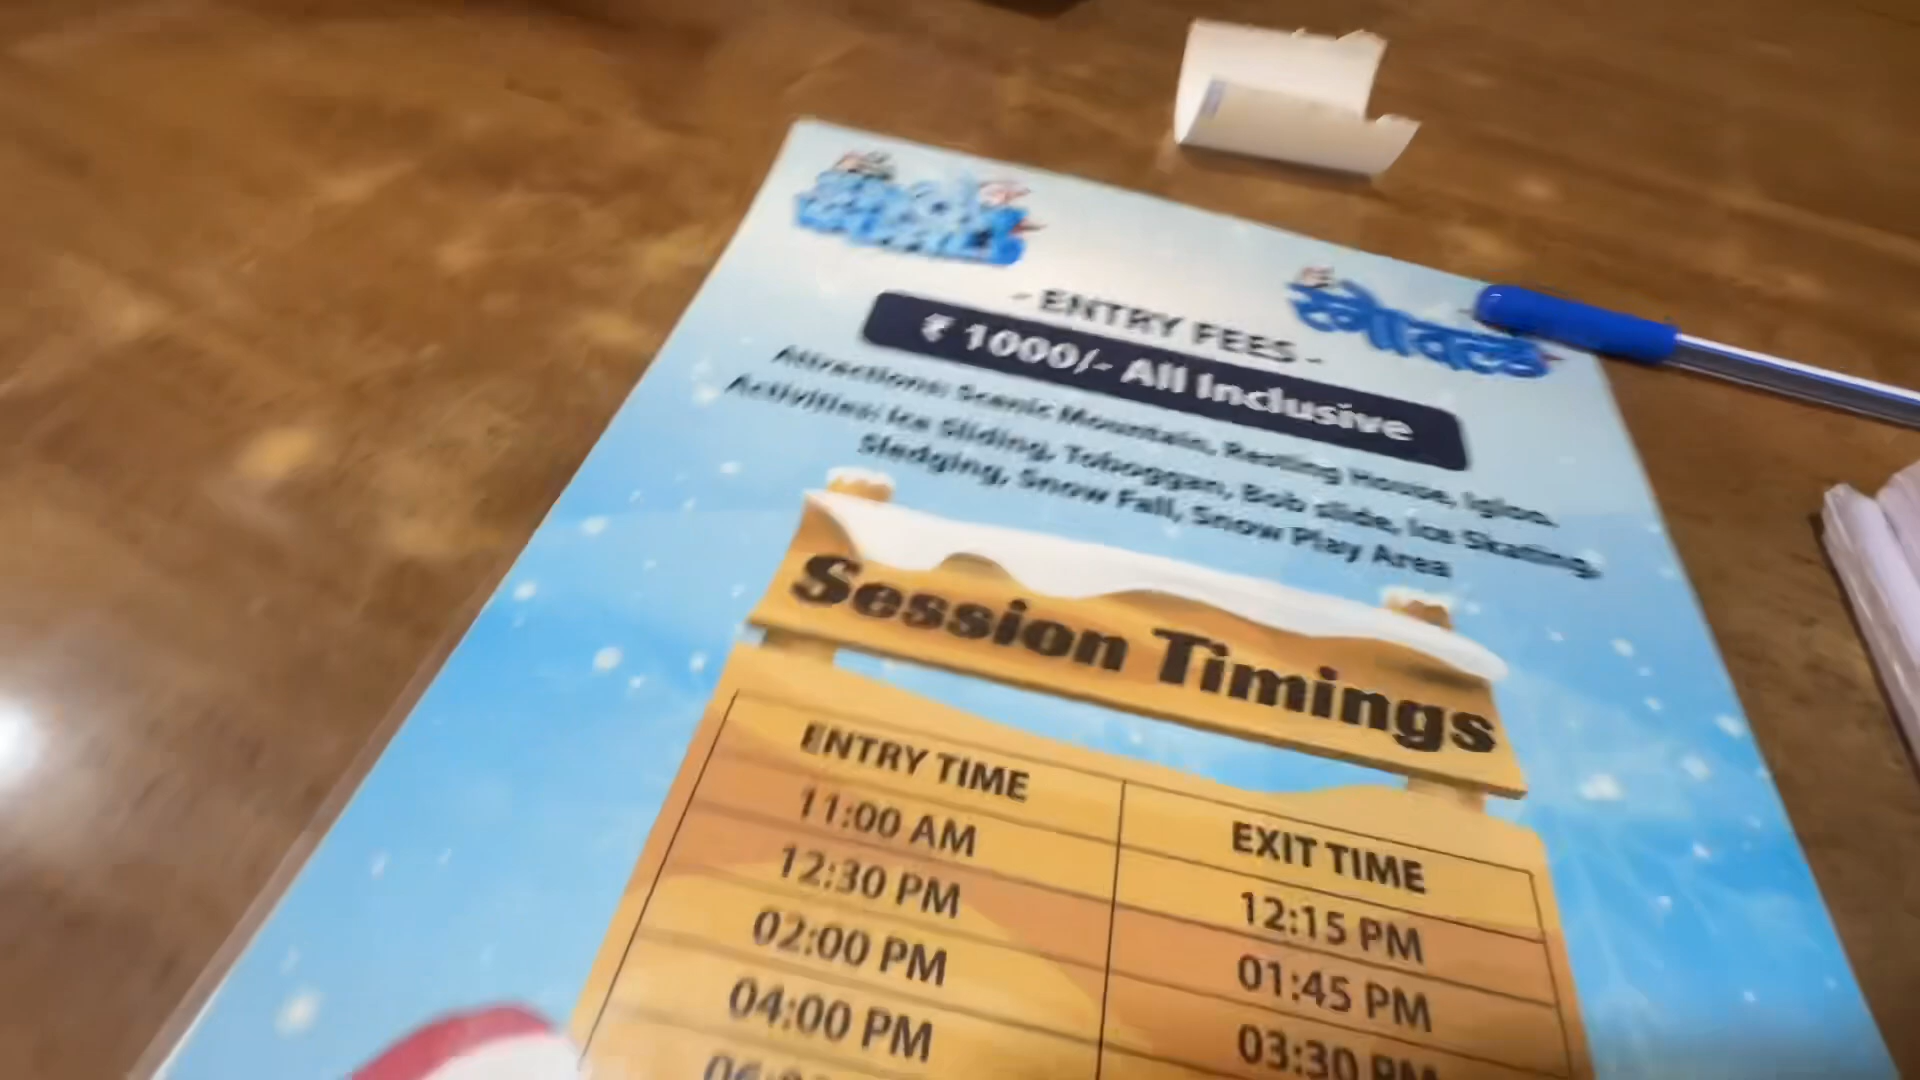 - ENTRY FEES -
₹ 1000/- All Inclusive
Attractions: Scenic Mountain, Resting House, Igloo.
Activities: Ice Sliding, Toboggan, Bob slide, Ice Skating,
Sledging, Snow Fall, Snow Play Area
Session Timings
ENTRY TIME EXIT TIME
11:00 AM 12:15 PM
12:30 PM 01:45 PM
02:00 PM 03:30 PM
04:00 PM